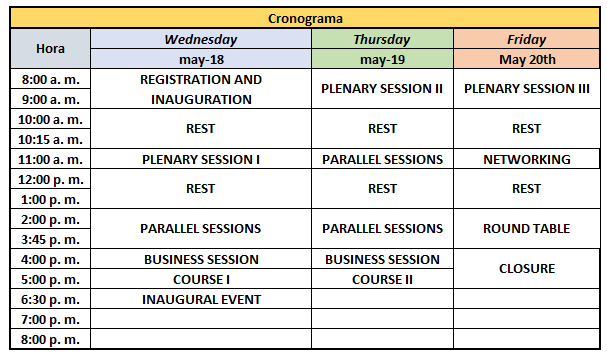 Cronograma
Hora Wednesday Thursday Friday
may-18 may-19 May 20th
8:00 a. m. REGISTRATION AND INAUGURATION PLENARY SESSION II PLENARY SESSION III
9:00 a. m.
10:00 a. m. REST REST REST
10:15 a. m.
11:00 a. m. PLENARY SESSION I PARALLEL SESSIONS NETWORKING
12:00 p. m. REST REST REST
1:00 p. m.
2:00 p. m. PARALLEL SESSIONS PARALLEL SESSIONS ROUND TABLE
3:45 p. m.
4:00 p. m. BUSINESS SESSION BUSINESS SESSION CLOSURE
5:00 p. m. COURSE I COURSE II
6:30 p. m. INAUGURAL EVENT
7:00 p. m.
8:00 p. m.